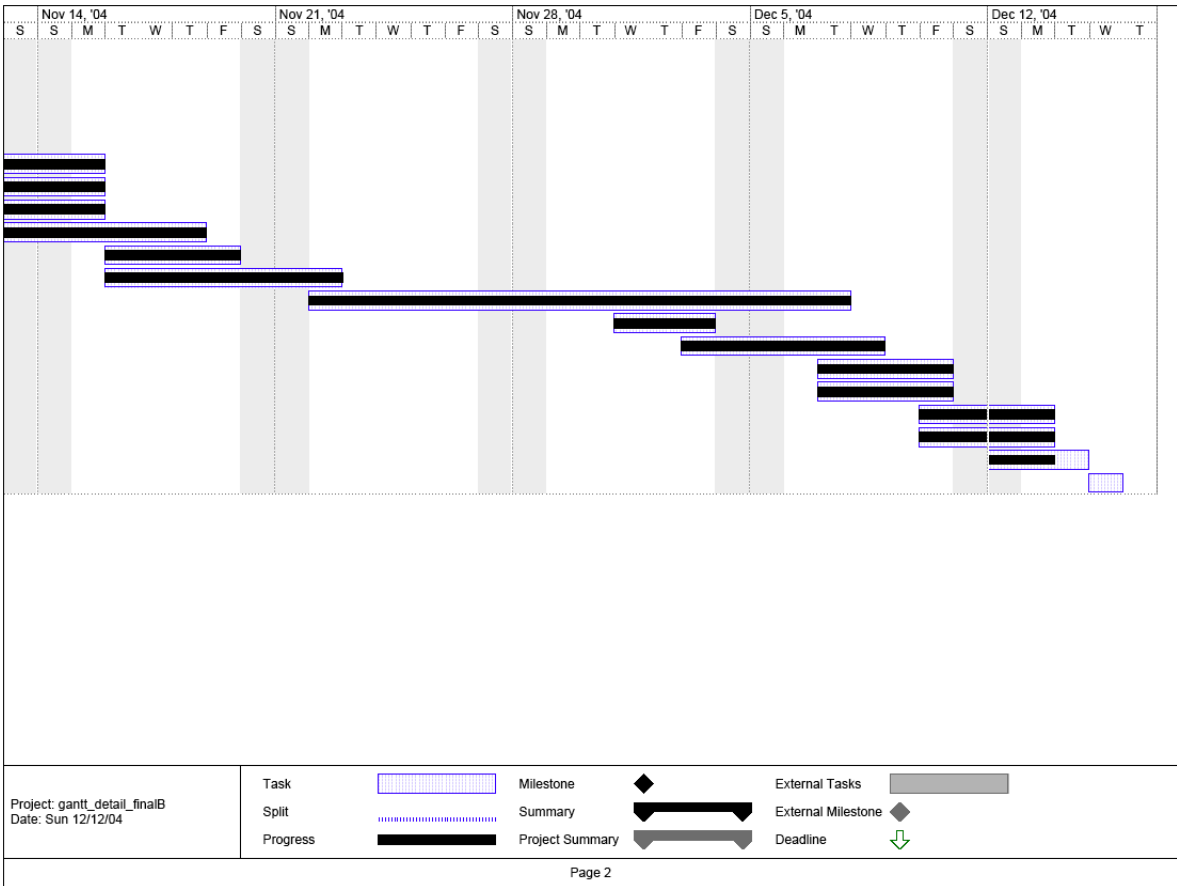 Nov 14, '04 Nov 21, '04 Nov 28, '04 Dec 5, '04 Dec 12, '04
S S M T W T F S S M T W T F S S M T W T F S S M T W T F S S M T W T
Task Milestone External Tasks
Project: gantt_detail_finalB
Date: Sun 12/12/04
Split Summary External Milestone
Progress Project Summary Deadline
Page 2